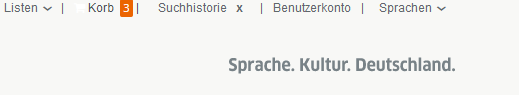 Listen | Korb 3 | Suchhistorie x | Benutzerkonto | Sprachen
Sprache. Kultur. Deutschland.